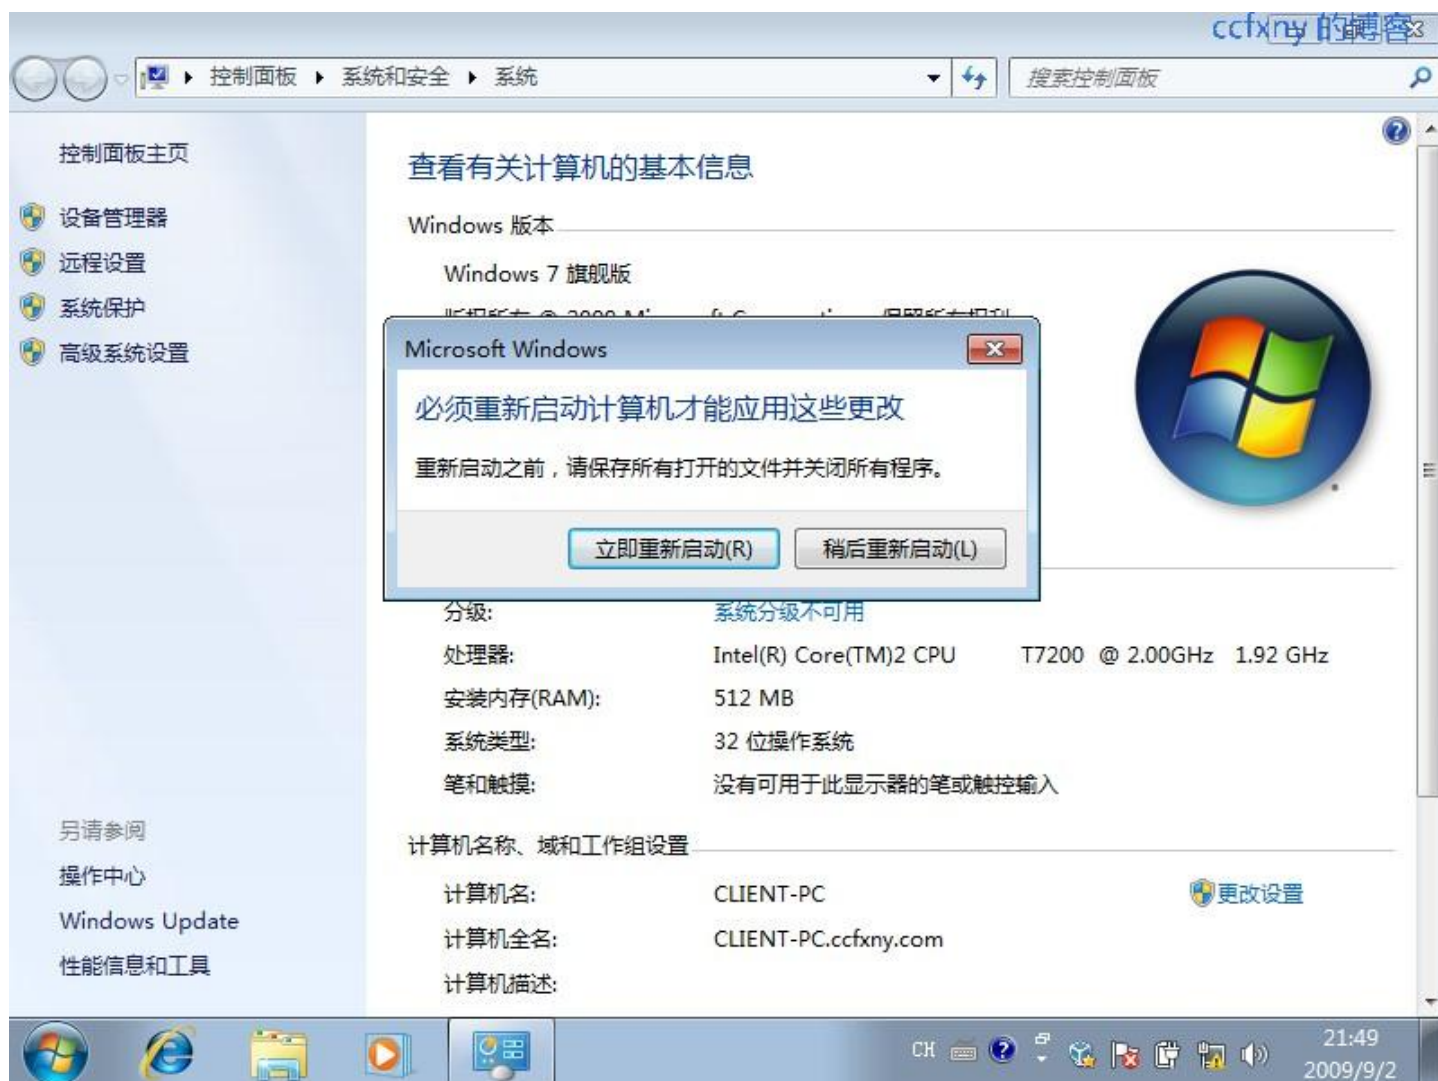 ccfxny 的博客
控制面板 ▸ 系统和安全 ▸ 系统
搜索控制面板
控制面板主页
设备管理器
远程设置
系统保护
高级系统设置
查看有关计算机的基本信息
Windows 版本
Windows 7 旗舰版
Microsoft Windows
必须重新启动计算机才能应用这些更改
重新启动之前，请保存所有打开的文件并关闭所有程序。
立即重新启动(R) 稍后重新启动(L)
分级: 系统分级不可用
处理器: Intel(R) Core(TM)2 CPU T7200 @ 2.00GHz 1.92 GHz
安装内存(RAM): 512 MB
系统类型: 32 位操作系统
笔和触摸: 没有可用于此显示器的笔或触控输入
计算机名称、域和工作组设置
计算机名: CLIENT-PC 更改设置
计算机全名: CLIENT-PC.ccfxny.com
计算机描述:
另请参阅
操作中心
Windows Update
性能信息和工具
CH
21:49
2009/9/2